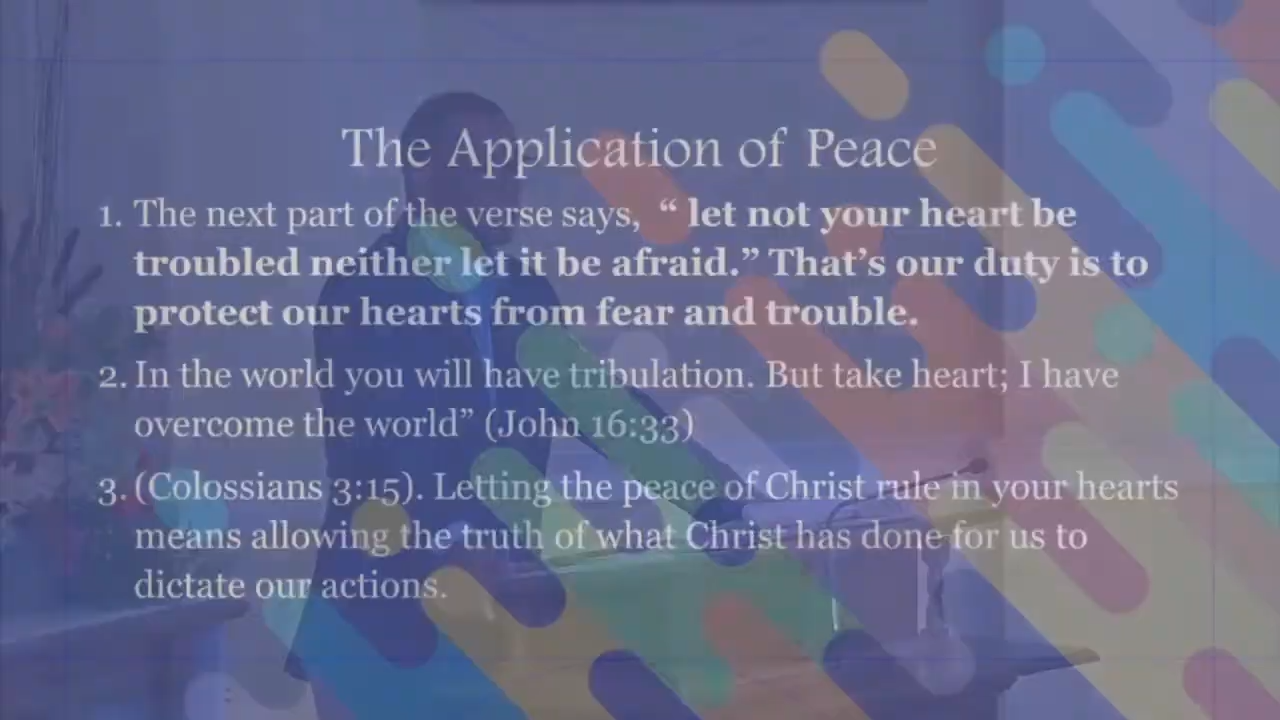 The Application of Peace
1. The next part of the verse says, “ let not your heart be
troubled neither let it be afraid.” That’s our duty is to
protect our hearts from fear and trouble.
2. In the world you will have tribulation. But take heart; I have
overcome the world” (John 16:33)
3. (Colossians 3:15). Letting the peace of Christ rule in your hearts
means allowing the truth of what Christ has done for us to
dictate our actions.